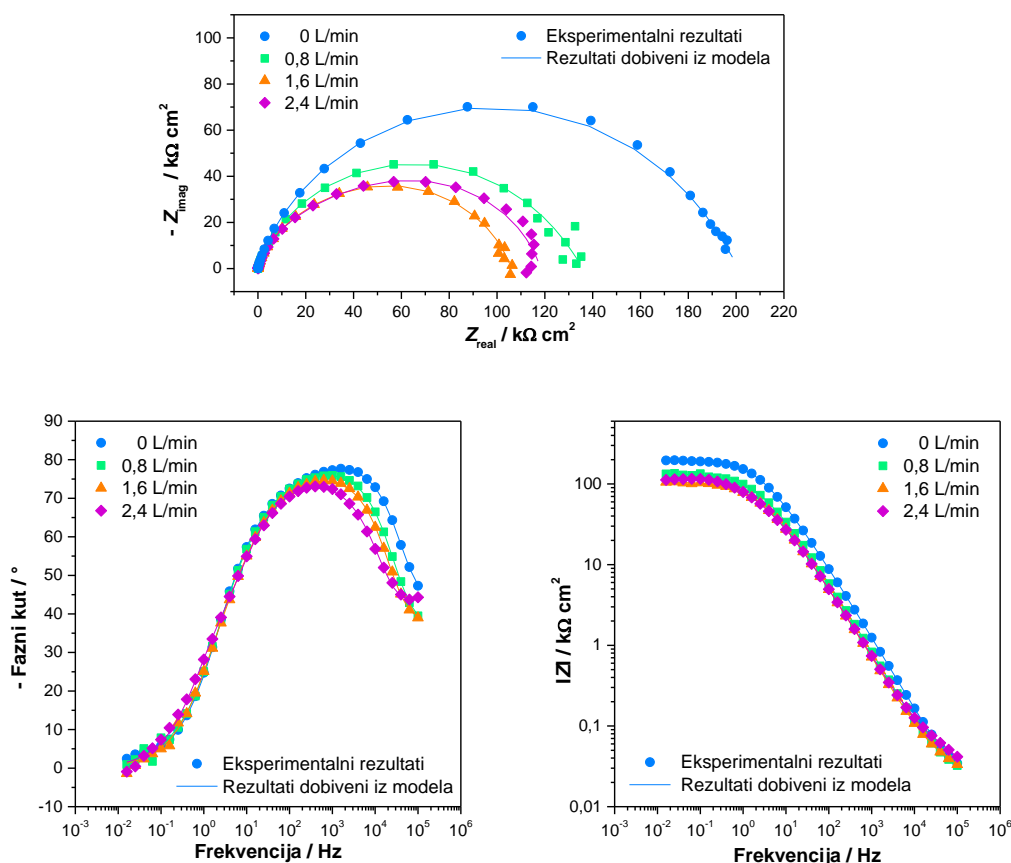 100
80
60
40
20
0
- Zimag / kΩ cm²
0 L/min
0,8 L/min
1,6 L/min
2,4 L/min
Eksperimentalni rezultati
Rezultati dobiveni iz modela
0 20 40 60 80 100 120 140 160 180 200 220
Zreal / kΩ cm²
90
80
70
60
50
40
30
20
10
0
-10
- Fazni kut / °
0 L/min
0,8 L/min
1,6 L/min
2,4 L/min
Eksperimentalni rezultati
Rezultati dobiveni iz modela
10⁻³ 10⁻² 10⁻¹ 10⁰ 10¹ 10² 10³ 10⁴ 10⁵ 10⁶
Frekvencija / Hz
100
10
1
0,1
0,01
|Z| / kΩ cm²
0 L/min
0,8 L/min
1,6 L/min
2,4 L/min
Eksperimentalni rezultati
Rezultati dobiveni iz modela
10⁻³ 10⁻² 10⁻¹ 10⁰ 10¹ 10² 10³ 10⁴ 10⁵ 10⁶
Frekvencija / Hz